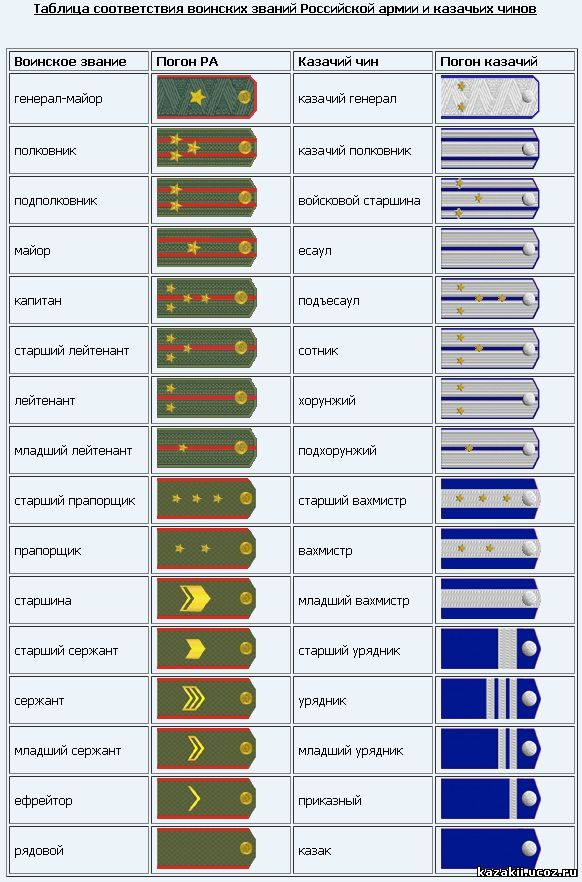 Таблица соответствия воинских званий Российской армии и казачьих чинов
Воинское звание Погон РА Казачий чин Погон казачий
генерал-майор казачий генерал
полковник казачий полковник
подполковник войсковой старшина
майор есаул
капитан подъесаул
старший лейтенант сотник
лейтенант хорунжий
младший лейтенант подхорунжий
старший прапорщик старший вахмистр
прапорщик вахмистр
старшина младший вахмистр
старший сержант старший урядник
сержант урядник
младший сержант младший урядник
ефрейтор приказный
рядовой казак
kazakii.ucoz.ru